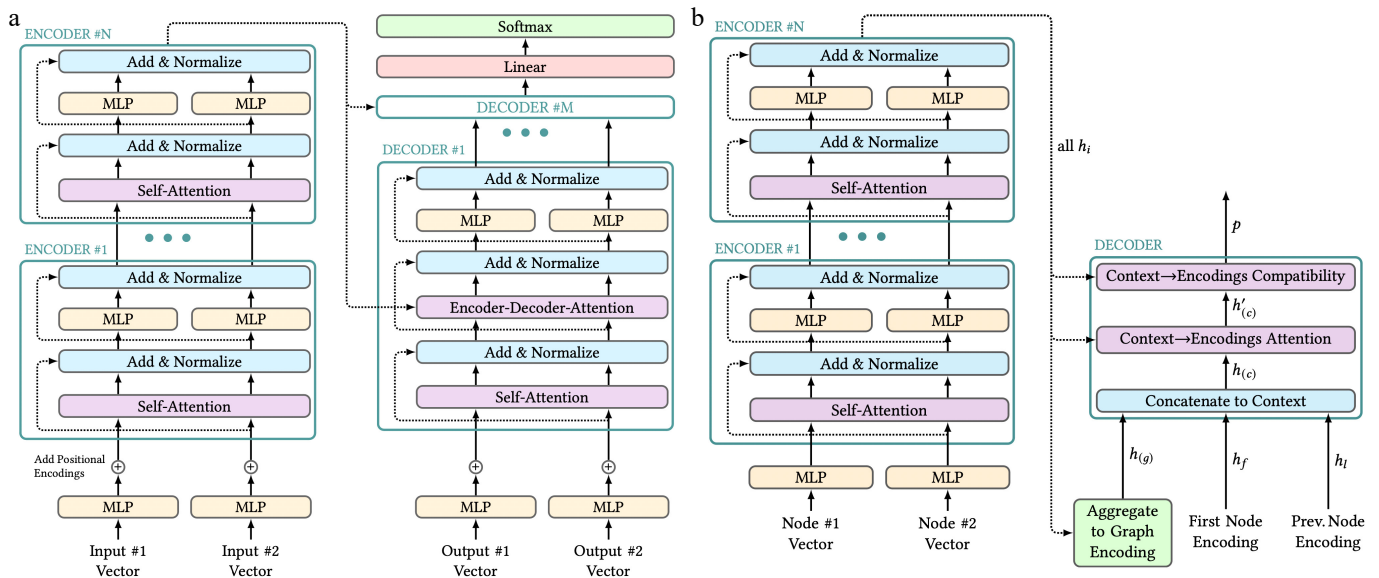 a
ENCODER #N
Add & Normalize
MLP
MLP
Add & Normalize
Self-Attention
ENCODER #1
Add & Normalize
MLP
MLP
Add & Normalize
Self-Attention
Add Positional
Encodings
MLP
MLP
Input #1
Vector
Input #2
Vector
Softmax
Linear
DECODER #M
DECODER #1
Add & Normalize
MLP
MLP
Add & Normalize
Encoder-Decoder-Attention
Add & Normalize
Self-Attention
MLP
MLP
Output #1
Vector
Output #2
Vector
b
ENCODER #N
Add & Normalize
MLP
MLP
Add & Normalize
Self-Attention
ENCODER #1
Add & Normalize
MLP
MLP
Add & Normalize
Self-Attention
MLP
MLP
Node #1
Vector
Node #2
Vector
all hᵢ
p
DECODER
Context→Encodings Compatibility
h′(c)
Context→Encodings Attention
h(c)
Concatenate to Context
h(g)
hf
hl
Aggregate
to Graph
Encoding
First Node
Encoding
Prev. Node
Encoding